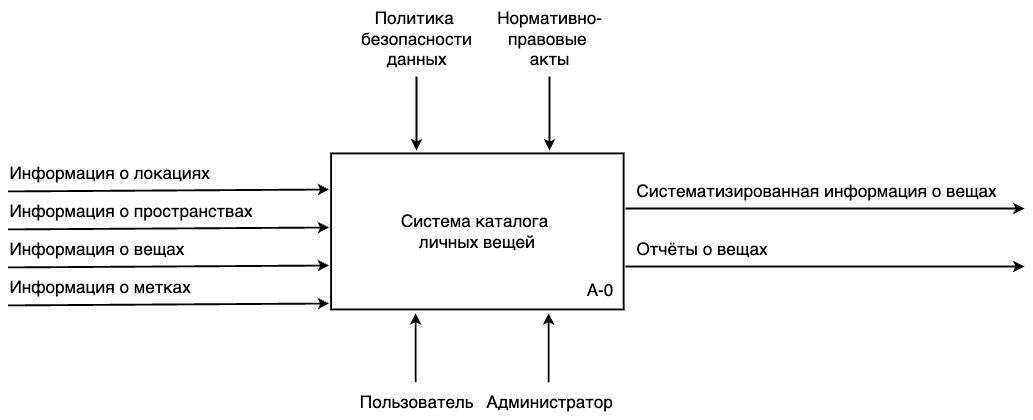 Политика
безопасности
данных
Нормативно-
правовые
акты
Информация о локациях
Информация о пространствах
Информация о вещах
Информация о метках
Система каталога
личных вещей
А-0
Систематизированная информация о вещах
Отчёты о вещах
Пользователь
Администратор